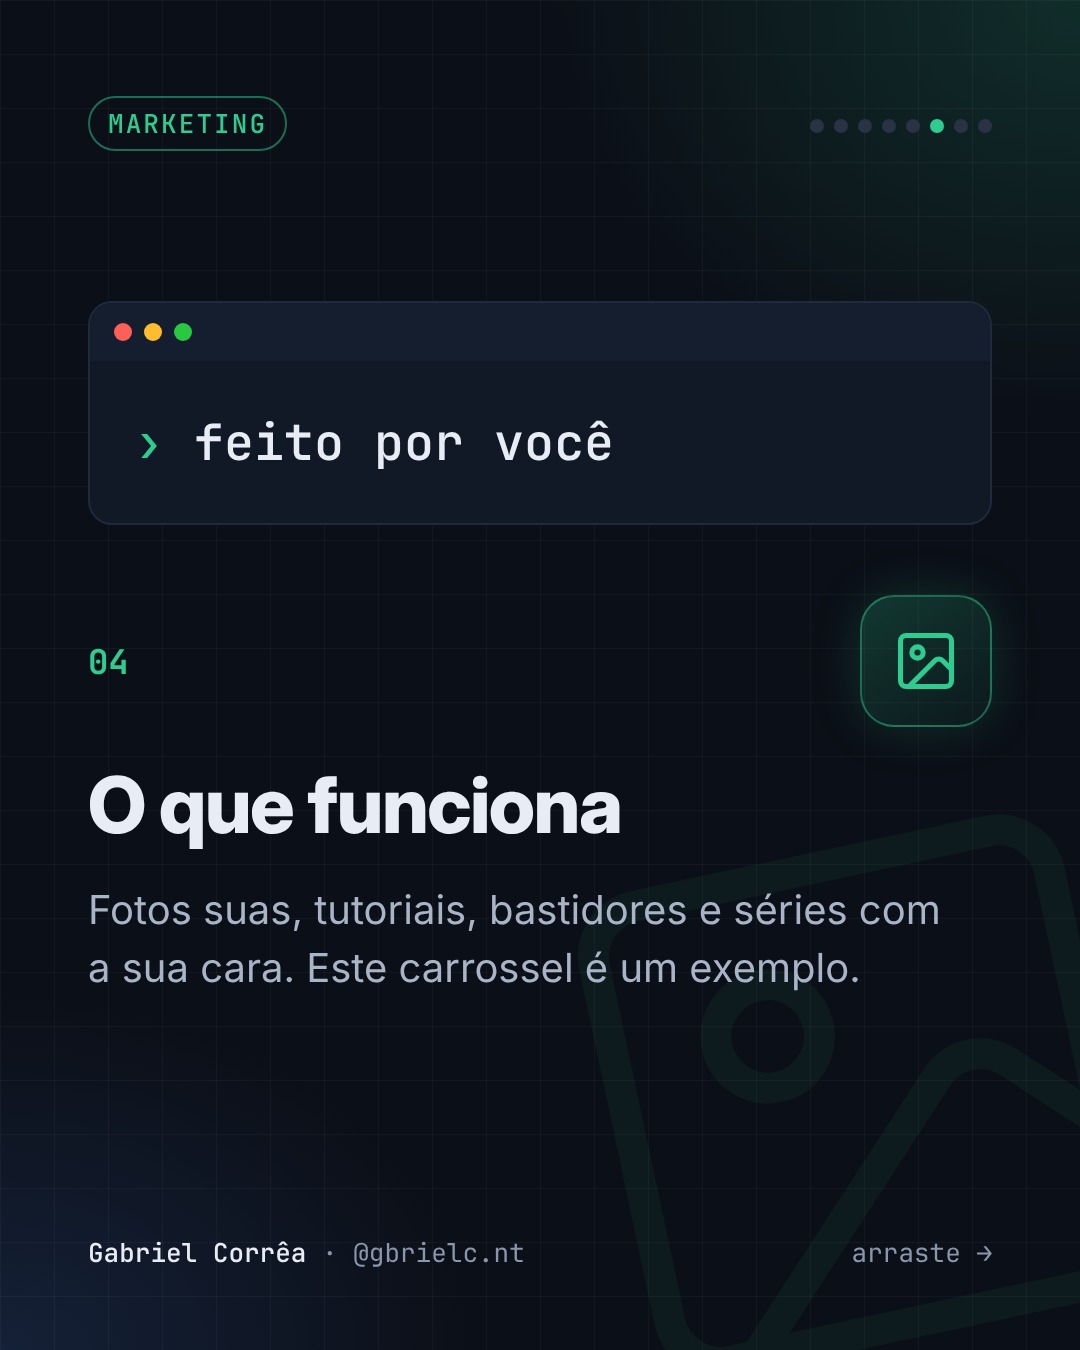 MARKETING
› feito por você
04
O que funciona
Fotos suas, tutoriais, bastidores e séries com
a sua cara. Este carrossel é um exemplo.
Gabriel Corrêa · @gbrielc.nt
arraste →